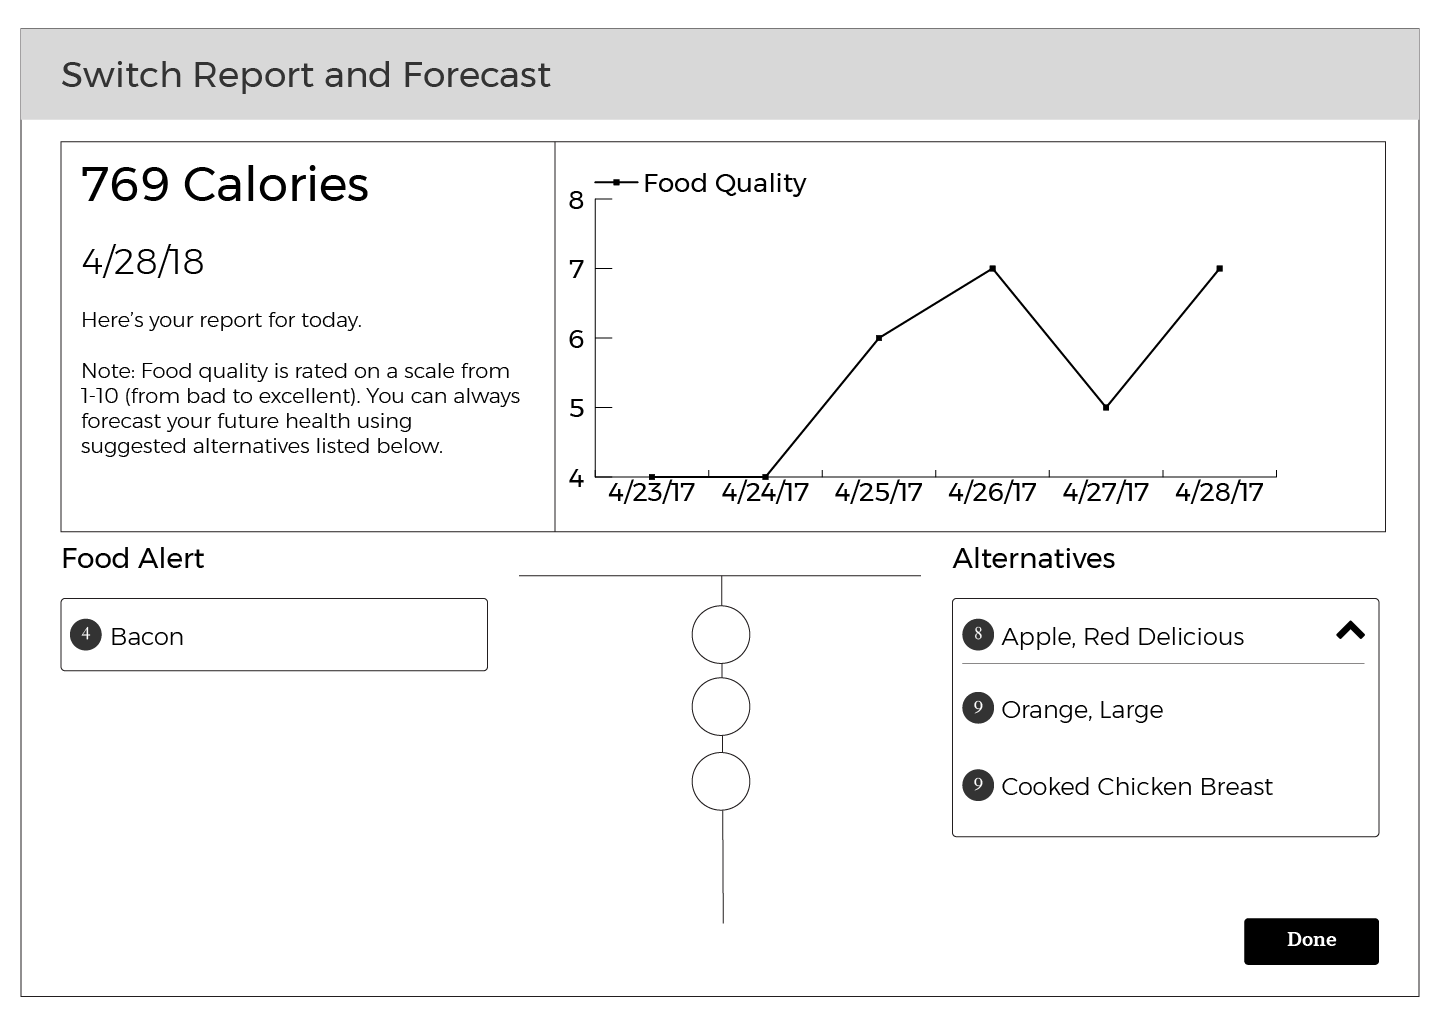 Switch Report and Forecast
769 Calories
4/28/18
Here's your report for today.
Note: Food quality is rated on a scale from
1-10 (from bad to excellent). You can always
forecast your future health using
suggested alternatives listed below.
Food Quality
8
7
6
5
4
4/23/17 4/24/17 4/25/17 4/26/17 4/27/17 4/28/17
Food Alert
4 Bacon
Alternatives
8 Apple, Red Delicious
9 Orange, Large
9 Cooked Chicken Breast
Done